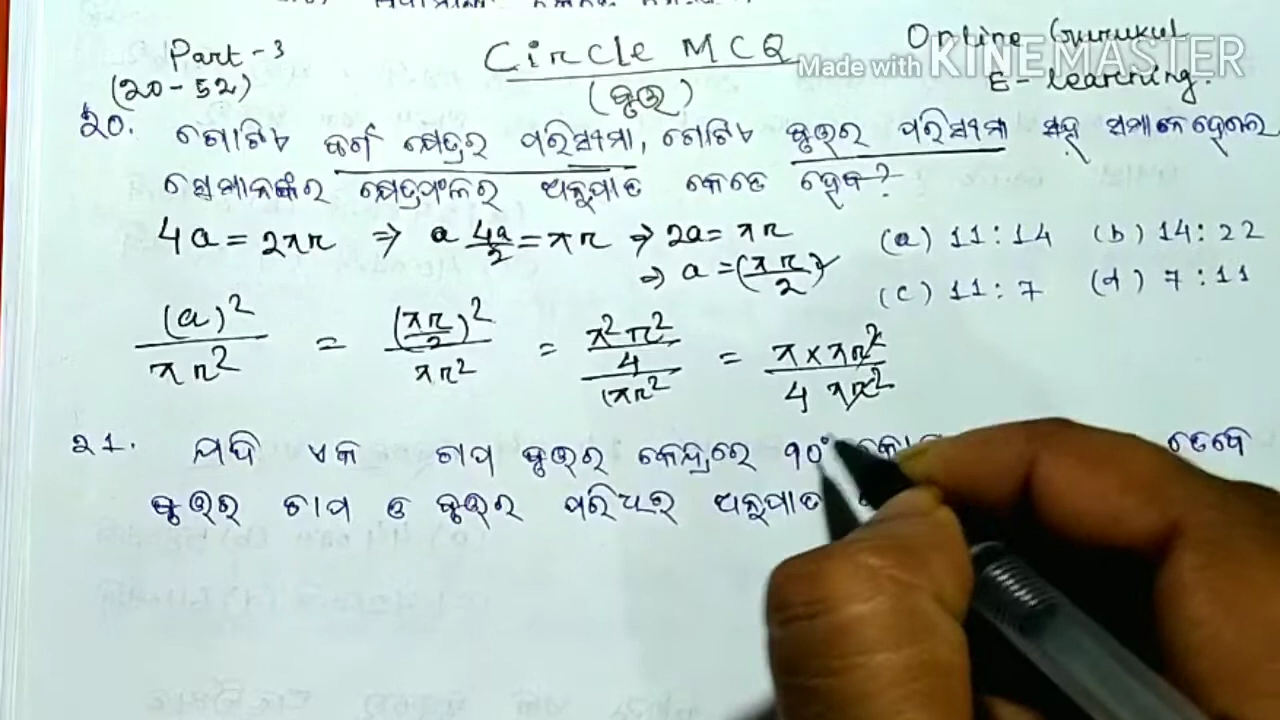 Part - 3
(20 - 52)
Circle MCQ
(ବୃତ୍ତ)
Online Gurukul
E - learning.
Made with KINEMASTER
20. ଗୋଟିଏ ବର୍ଗ କ୍ଷେତ୍ରର ପରିସୀମା, ଗୋଟିଏ ବୃତ୍ତର ପରିସୀମା ସହ ସମାନ ହେଲେ
ସେମାନଙ୍କର କ୍ଷେତ୍ରଫଳର ଅନୁପାତ କେତେ ହେବ?
4a = 2πr ⇒ a 4a/2 = πr ⇒ 2a = πr
⇒ a = (πr/2)
(a) 11:14 (b) 14:22
(c) 11:7 (d) 7:11
(a)²/πr² = (πr/2)²/πr² = π²r²/4/πr² = π×πr²/4πr²
21. ଯଦି ଏକ ଚାପ ବୃତ୍ତର କେନ୍ଦ୍ରରେ ୨୦° ତେବେ
ବୃତ୍ତର ଚାପ ଓ ବୃତ୍ତର ପରିଧିର ଅନୁପାତ